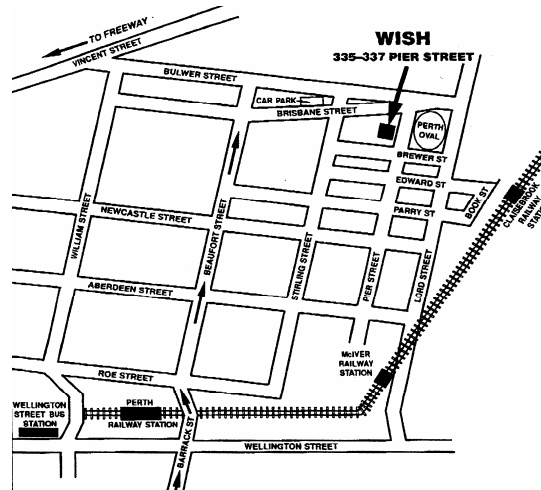 TO FREEWAY
VINCENT STREET
WISH
335–337 PIER STREET
BULWER STREET
CAR PARK
BRISBANE STREET
PERTH
OVAL
BREWER ST
EDWARD ST
PARRY ST
BOOX ST
CLAISEBROOK
RAILWAY
STATION
NEWCASTLE STREET
WILLIAM STREET
BEAUFORT STREET
STIRLING STREET
PIER STREET
LORD STREET
ABERDEEN STREET
McIVER
RAILWAY
STATION
ROE STREET
WELLINGTON
STREET BUS
STATION
PERTH
RAILWAY STATION
BARRACK ST
WELLINGTON STREET